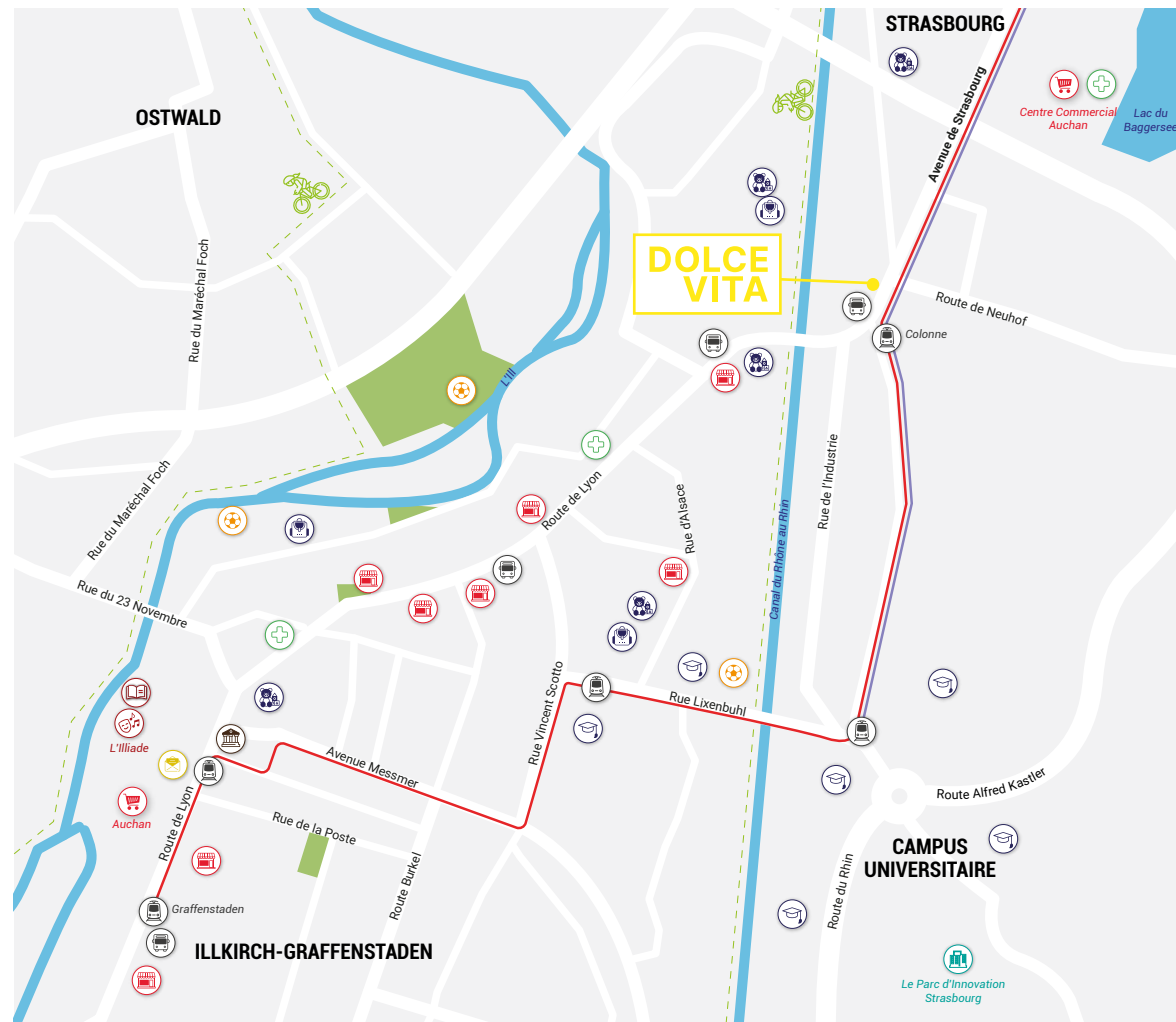 STRASBOURG
OSTWALD
Centre Commercial
Auchan
Lac du
Baggersee
Avenue de Strasbourg
DOLCE
VITA
Rue du Maréchal Foch
Route de Neuhof
Colonne
L'Ill
Rue du Maréchal Foch
Route de Lyon
Rue d'Alsace
Rue de l'Industrie
Canal du Rhône au Rhin
Rue du 23 Novembre
Rue Vincent Scotto
Rue Lixenbuhl
L'Illiade
Avenue Messmer
Auchan
Route de Lyon
Rue de la Poste
Route Alfred Kastler
CAMPUS
UNIVERSITAIRE
Route Burkel
Route du Rhin
Graffenstaden
ILLKIRCH-GRAFFENSTADEN
Le Parc d'Innovation
Strasbourg